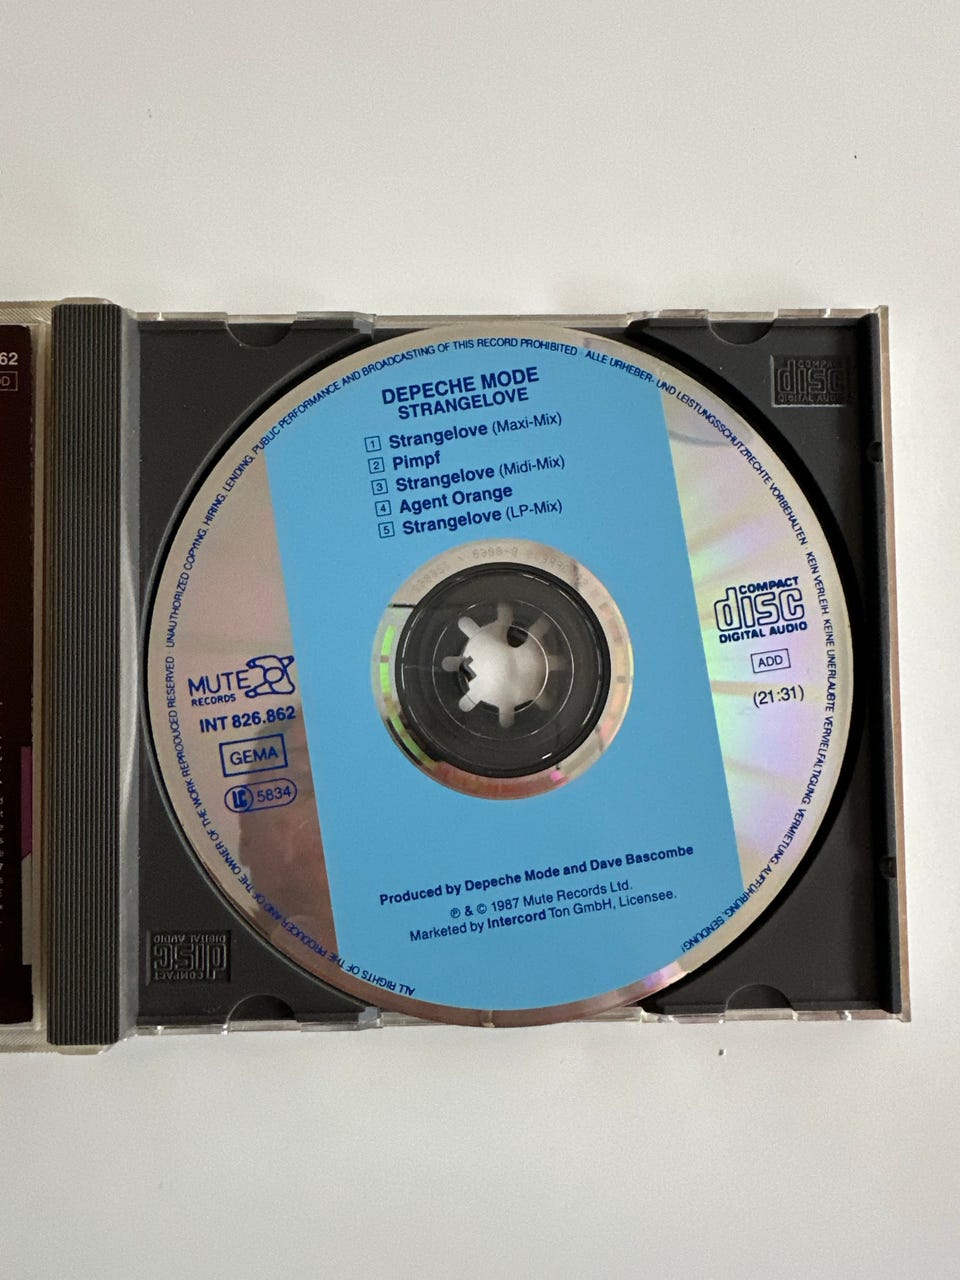 62
DEPECHE MODE
STRANGELOVE
1 Strangelove (Maxi-Mix)
2 Pimpf
3 Strangelove (Midi-Mix)
4 Agent Orange
5 Strangelove (LP-Mix)
MUTE
RECORDS
INT 826.862
GEMA
LC 5834
COMPACT
disc
DIGITAL AUDIO
ADD
(21:31)
Produced by Depeche Mode and Dave Bascombe
℗ & © 1987 Mute Records Ltd.
Marketed by Intercord Ton GmbH, Licensee.
ALL RIGHTS OF THE PRODUCER AND OF THE OWNER OF THE WORK REPRODUCED RESERVED · UNAUTHORIZED COPYING, HIRING, LENDING, PUBLIC PERFORMANCE AND BROADCASTING OF THIS RECORD PROHIBITED · ALLE URHEBER- UND LEISTUNGSSCHUTZRECHTE VORBEHALTEN · KEIN VERLEIH, KEINE UNERLAUBTE VERVIELFÄLTIGUNG, VERMIETUNG, AUFFÜHRUNG, SENDUNG!
COMPACT
disc
DIGITAL AUDIO
COMPACT
disc
DIGITAL AUDIO